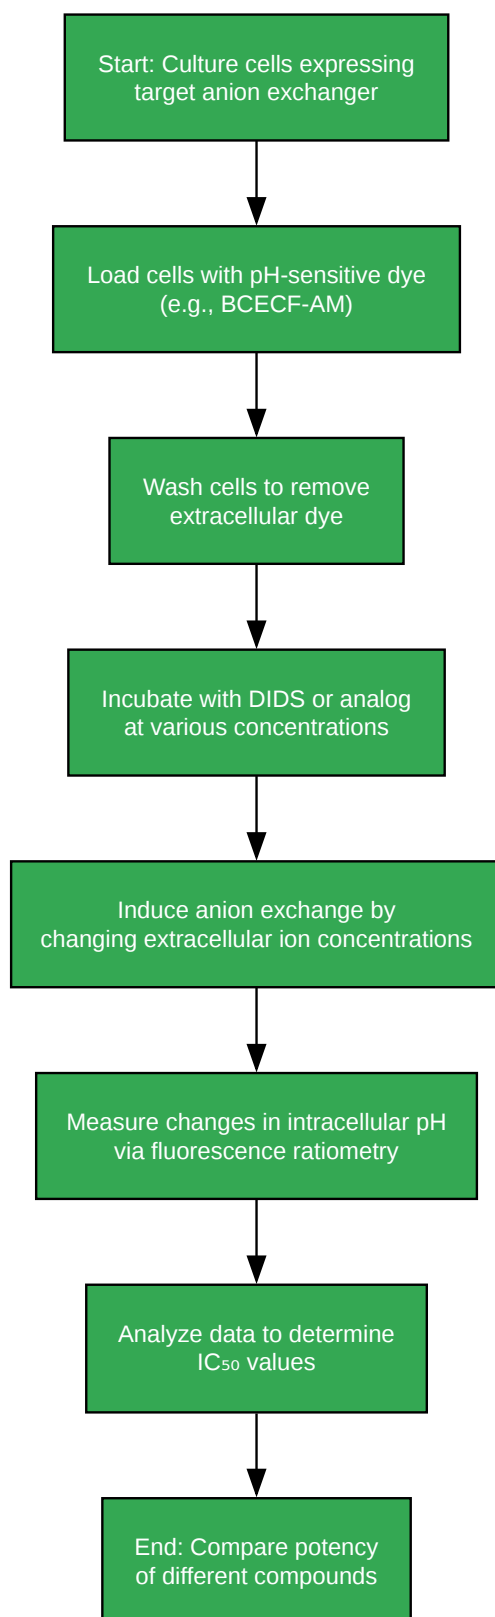 Start: Culture cells expressing
target anion exchanger
Load cells with pH-sensitive dye
(e.g., BCECF-AM)
Wash cells to remove
extracellular dye
Incubate with DIDS or analog
at various concentrations
Induce anion exchange by
changing extracellular ion concentrations
Measure changes in intracellular pH
via fluorescence ratiometry
Analyze data to determine
IC₅₀ values
End: Compare potency
of different compounds